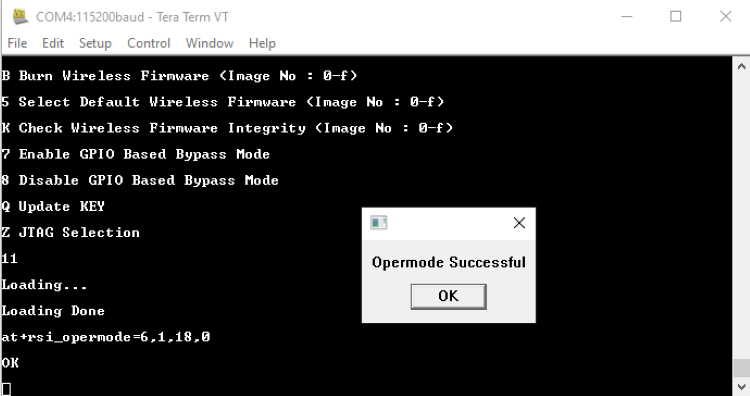 COM4:115200baud - Tera Term VT
File Edit Setup Control Window Help
B Burn Wireless Firmware (Image No : 0-f)
5 Select Default Wireless Firmware (Image No : 0-f)
K Check Wireless Firmware Integrity (Image No : 0-f)
7 Enable GPIO Based Bypass Mode
8 Disable GPIO Based Bypass Mode
Q Update KEY
Z JTAG Selection
11
Loading...
Loading Done
at+rsi_opermode=6,1,18,0
OK
Opermode Successful
OK